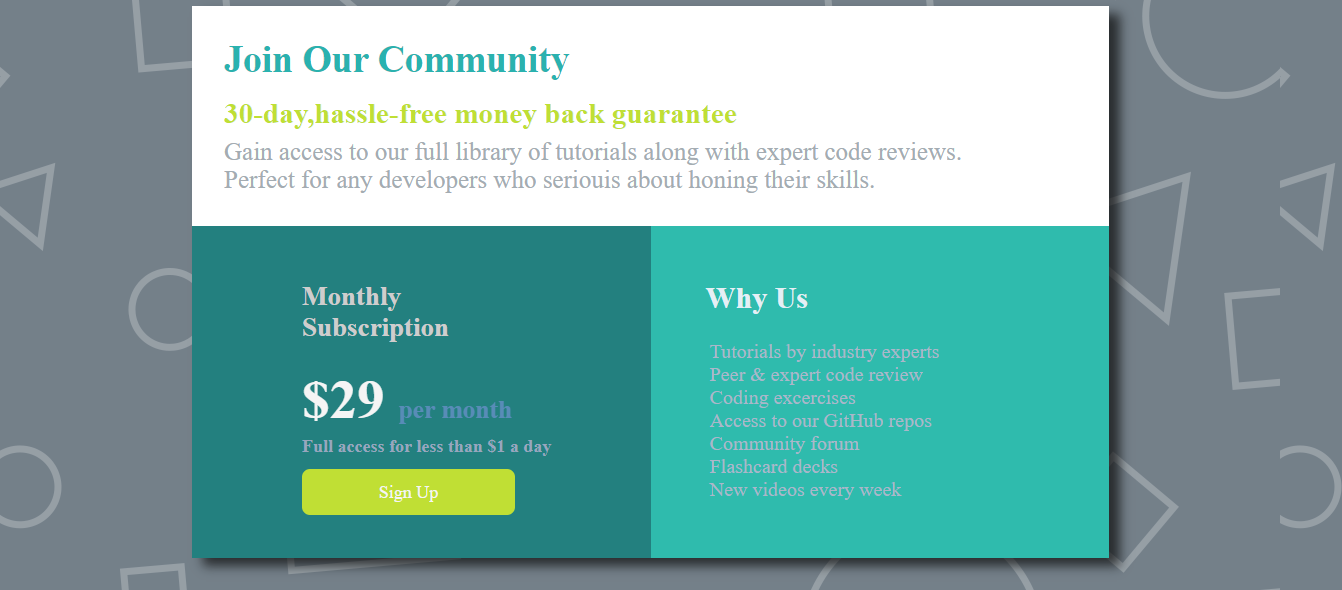 Join Our Community
30-day,hassle-free money back guarantee
Gain access to our full library of tutorials along with expert code reviews.
Perfect for any developers who seriouis about honing their skills.
Monthly
Subscription
$29 per month
Full access for less than $1 a day
Sign Up
Why Us
Tutorials by industry experts
Peer & expert code review
Coding excercises
Access to our GitHub repos
Community forum
Flashcard decks
New videos every week